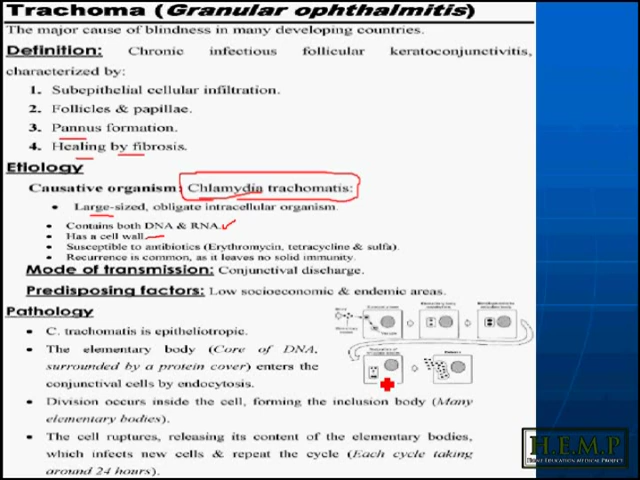 Trachoma (Granular ophthalmitis)
The major cause of blindness in many developing countries.
Definition: Chronic infectious follicular keratoconjunctivitis,
characterized by:
1. Subepithelial cellular infiltration.
2. Follicles & papillae.
3. Pannus formation.
4. Healing by fibrosis.
Etiology
Causative organism: Chlamydia trachomatis:
• Large-sized, obligate intracellular organism.
• Contains both DNA & RNA.
• Has a cell wall.
• Susceptible to antibiotics (Erythromycin, tetracycline & sulfa).
• Recurrence is common, as it leaves no solid immunity.
Mode of transmission: Conjunctival discharge.
Predisposing factors: Low socioeconomic & endemic areas.
Pathology
• C. trachomatis is epitheliotropic.
• The elementary body (Core of DNA,
surrounded by a protein cover) enters the
conjunctival cells by endocytosis.
• Division occurs inside the cell, forming the inclusion body (Many
elementary bodies).
• The cell ruptures, releasing its content of the elementary bodies,
which infects new cells & repeat the cycle (Each cycle taking
around 24 hours).
H.E.M.P
Home Education Medical Project